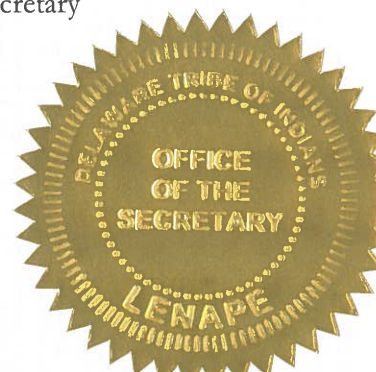 cretary
DELAWARE TRIBE OF INDIANS
OFFICE
OF THE
SECRETARY
LENAPE